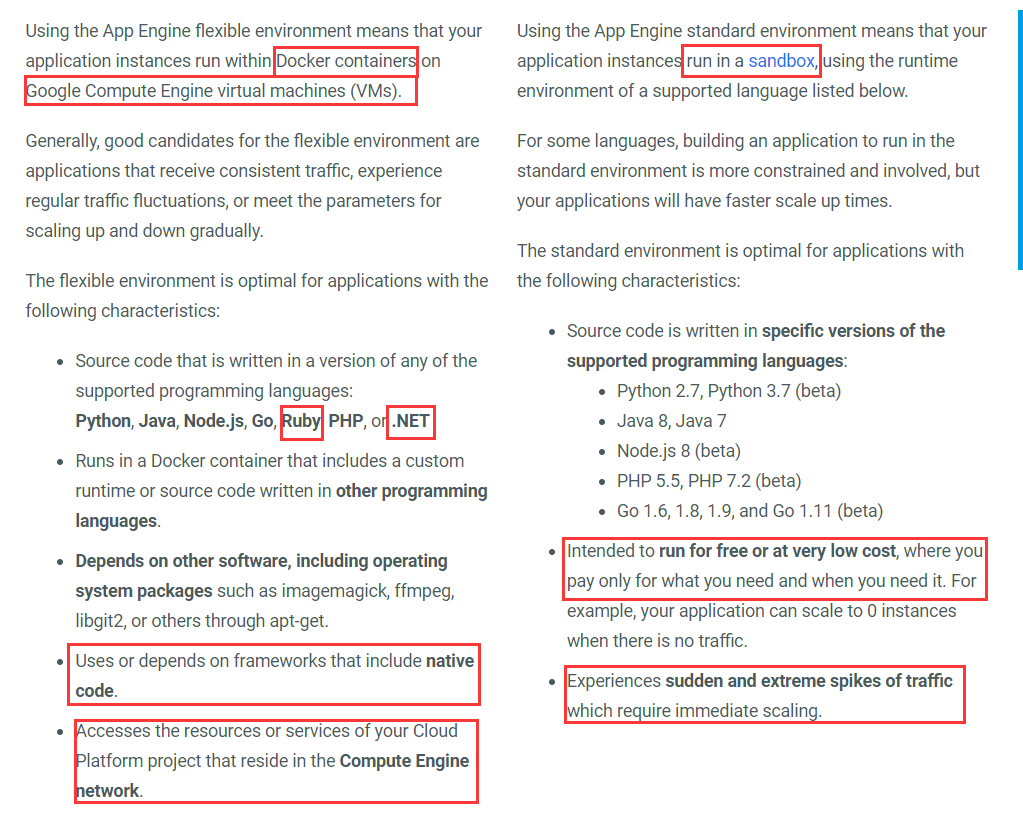 Using the App Engine flexible environment means that your
application instances run within Docker containers on
Google Compute Engine virtual machines (VMs).
Generally, good candidates for the flexible environment are
applications that receive consistent traffic, experience
regular traffic fluctuations, or meet the parameters for
scaling up and down gradually.
The flexible environment is optimal for applications with the
following characteristics:
• Source code that is written in a version of any of the
supported programming languages:
Python, Java, Node.js, Go, Ruby, PHP, or .NET
• Runs in a Docker container that includes a custom
runtime or source code written in other programming
languages.
• Depends on other software, including operating
system packages such as imagemagick, ffmpeg,
libgit2, or others through apt-get.
• Uses or depends on frameworks that include native
code.
• Accesses the resources or services of your Cloud
Platform project that reside in the Compute Engine
network.
Using the App Engine standard environment means that your
application instances run in a sandbox, using the runtime
environment of a supported language listed below.
For some languages, building an application to run in the
standard environment is more constrained and involved, but
your applications will have faster scale up times.
The standard environment is optimal for applications with
the following characteristics:
• Source code is written in specific versions of the
supported programming languages:
• Python 2.7, Python 3.7 (beta)
• Java 8, Java 7
• Node.js 8 (beta)
• PHP 5.5, PHP 7.2 (beta)
• Go 1.6, 1.8, 1.9, and Go 1.11 (beta)
• Intended to run for free or at very low cost, where you
pay only for what you need and when you need it. For
example, your application can scale to 0 instances
when there is no traffic.
• Experiences sudden and extreme spikes of traffic
which require immediate scaling.